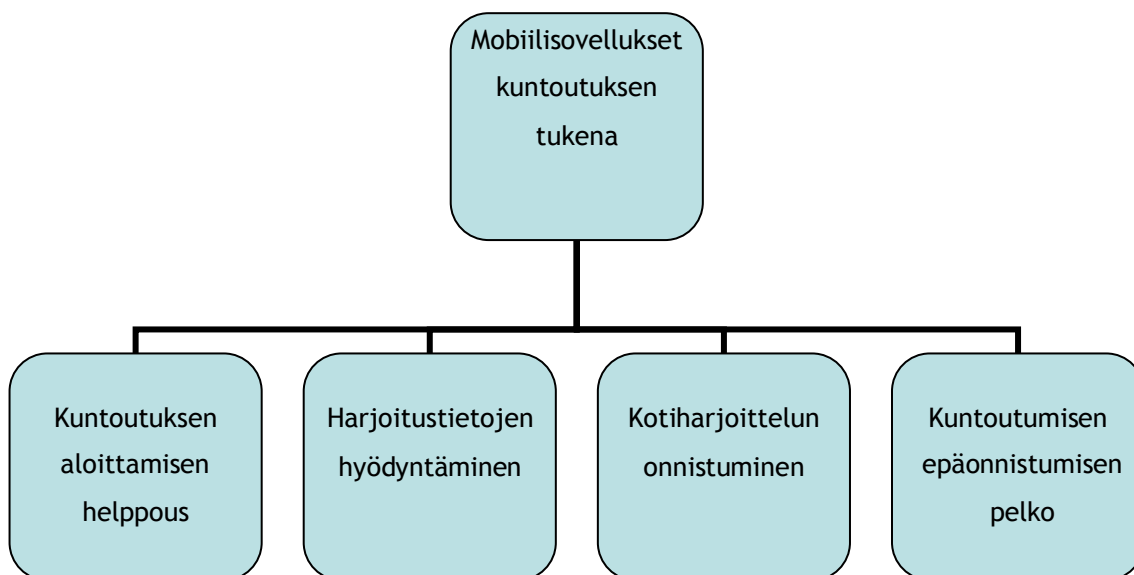 Mobiilisovellukset
kuntoutuksen
tukena
Kuntoutuksen
aloittamisen
helppous
Harjoitustietojen
hyödyntäminen
Kotiharjoittelun
onnistuminen
Kuntoutumisen
epäonnistumisen
pelko